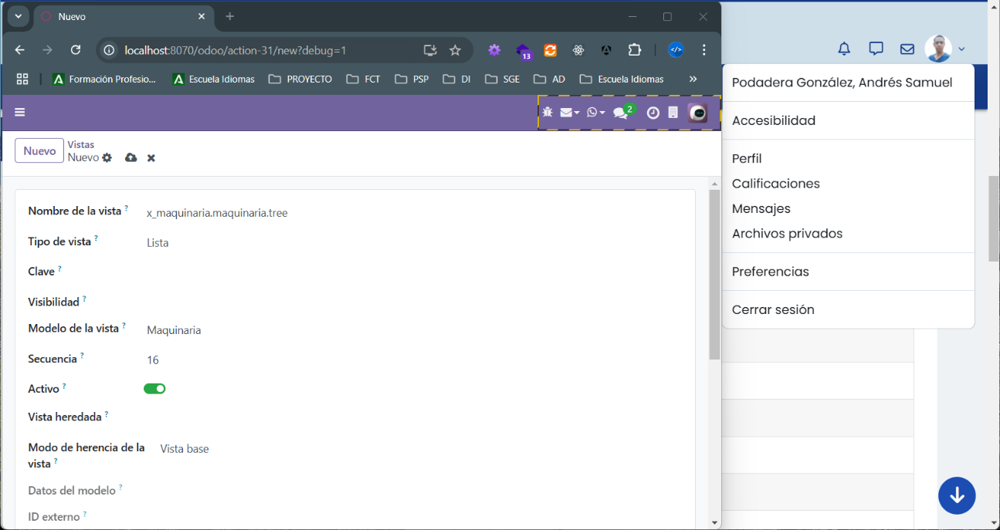 Nuevo
localhost:8070/odoo/action-31/new?debug=1
13
Formación Profesio...
Escuela Idiomas
PROYECTO
FCT
PSP
DI
SGE
AD
Escuela Idiomas
»
2
Nuevo
Vistas
Nuevo
Nombre de la vista ?
x_maquinaria.maquinaria.tree
Tipo de vista ?
Lista
Clave ?
Visibilidad ?
Modelo de la vista ?
Maquinaria
Secuencia ?
16
Activo ?
Vista heredada ?
Modo de herencia de la
vista ?
Vista base
Datos del modelo ?
ID externo ?
Podadera González, Andrés Samuel
Accesibilidad
Perfil
Calificaciones
Mensajes
Archivos privados
Preferencias
Cerrar sesión